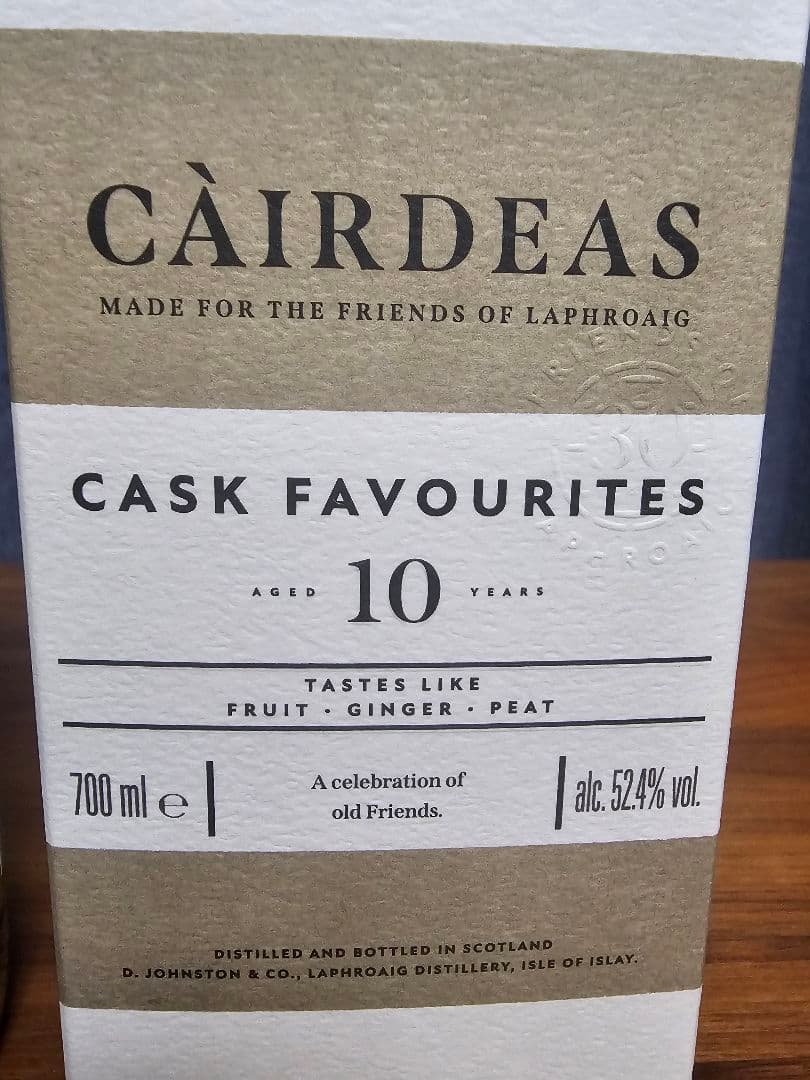 CÀIRDEAS
MADE FOR THE FRIENDS OF LAPHROAIG
CASK FAVOURITES
AGED 10 YEARS
TASTES LIKE
FRUIT · GINGER · PEAT
700 ml e
A celebration of
old Friends.
alc. 52.4% vol.
DISTILLED AND BOTTLED IN SCOTLAND
D. JOHNSTON & CO., LAPHROAIG DISTILLERY, ISLE OF ISLAY.